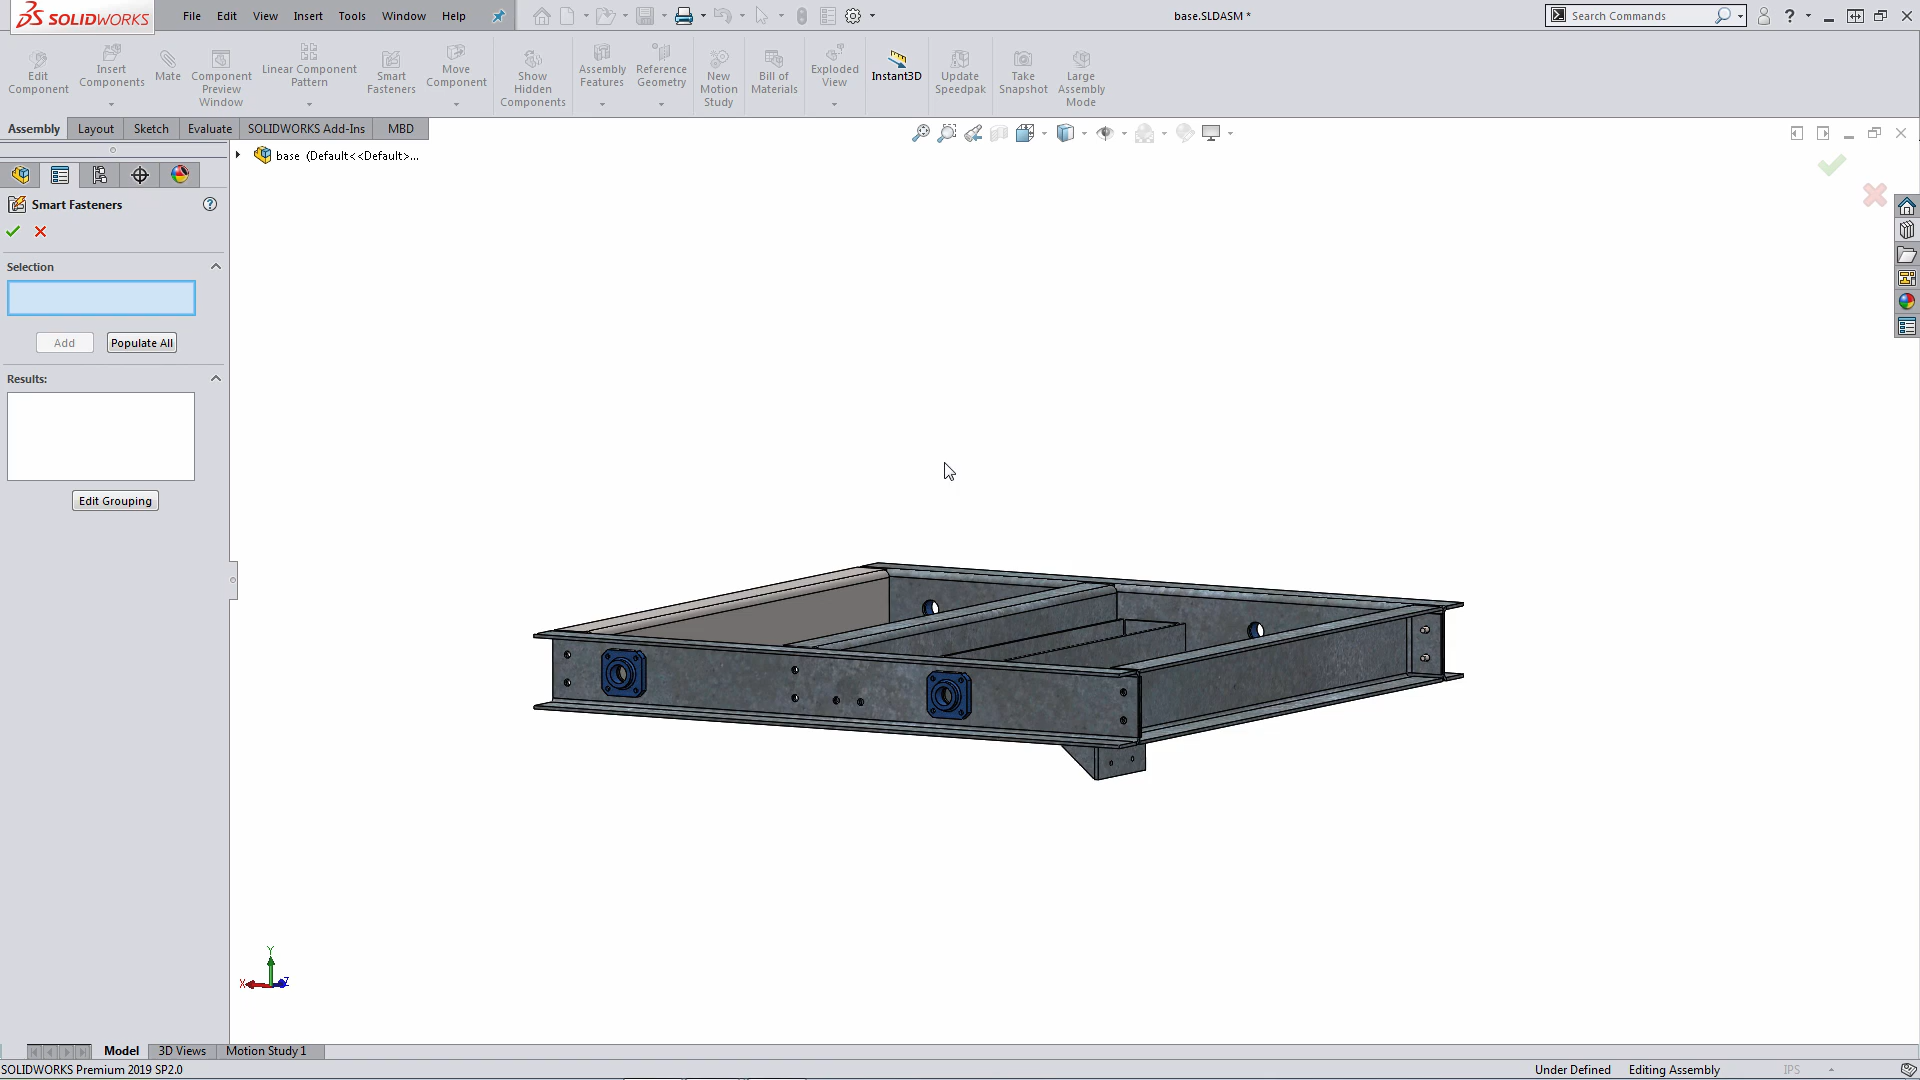 SOLIDWORKS
File Edit View Insert Tools Window Help
base.SLDASM *
Search Commands
Edit Component
Insert Components
Mate
Component Preview Window
Linear Component Pattern
Smart Fasteners
Move Component
Show Hidden Components
Assembly Features
Reference Geometry
New Motion Study
Bill of Materials
Exploded View
Instant3D
Update Speedpak
Take Snapshot
Large Assembly Mode
Assembly Layout Sketch Evaluate SOLIDWORKS Add-Ins MBD
base (Default<<Default>...
Smart Fasteners
Selection
Add Populate All
Results:
Edit Grouping
Y
X Z
Model 3D Views Motion Study 1
SOLIDWORKS Premium 2019 SP2.0
Under Defined Editing Assembly IPS